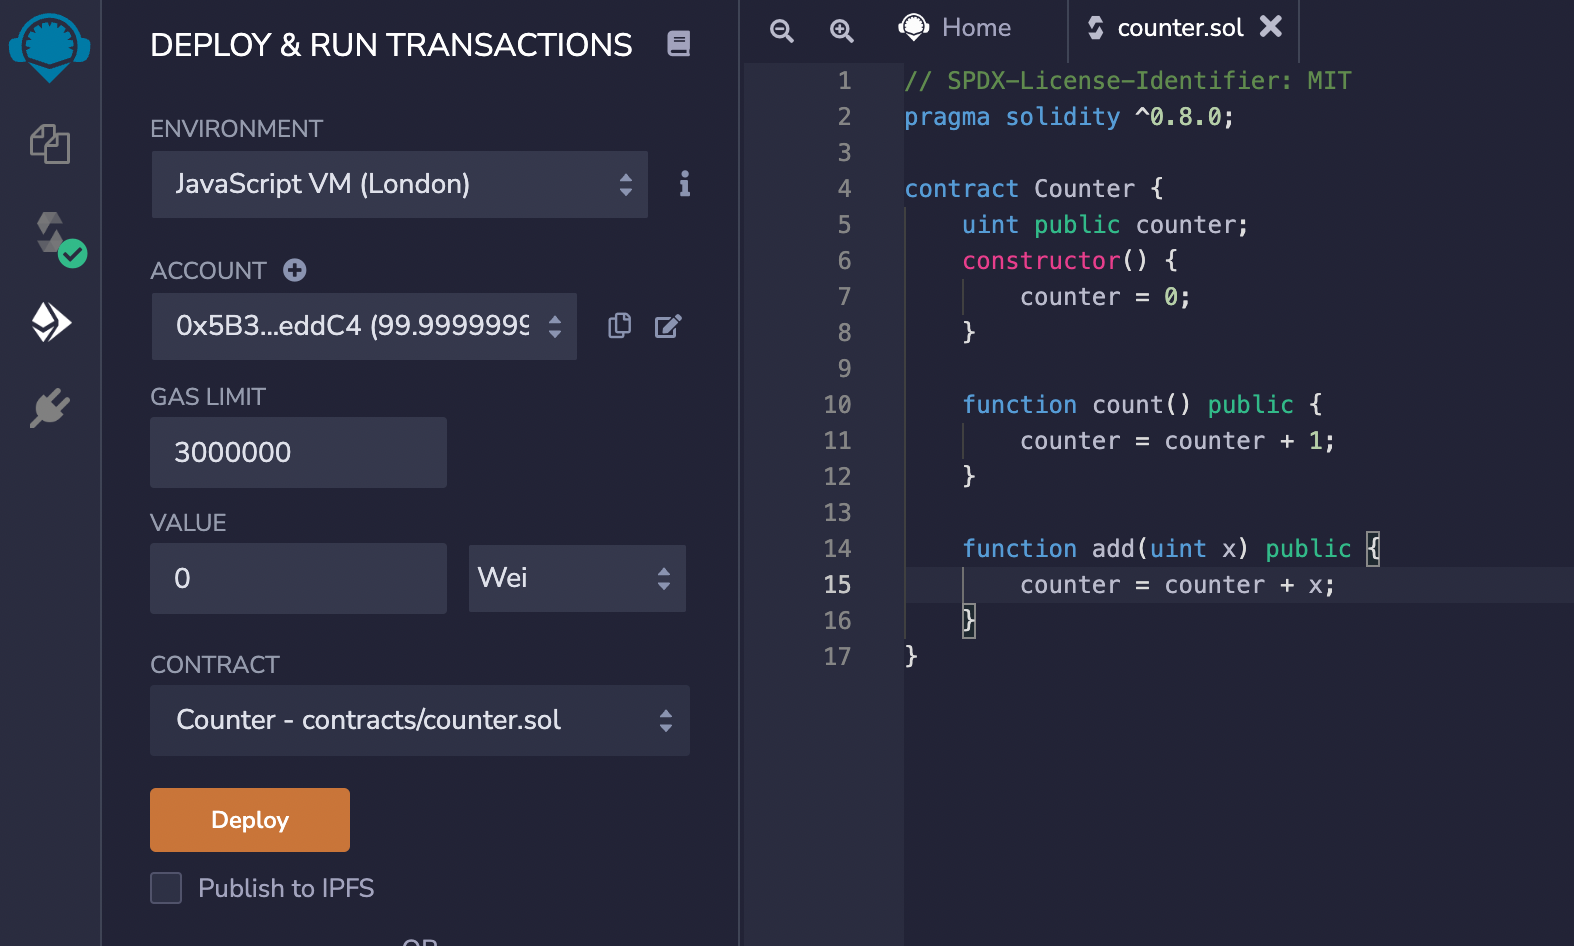 DEPLOY & RUN TRANSACTIONS
ENVIRONMENT
JavaScript VM (London)
ACCOUNT
0x5B3...eddC4 (99.9999999
GAS LIMIT
3000000
VALUE
0
Wei
CONTRACT
Counter - contracts/counter.sol
Deploy
Publish to IPFS
Home
counter.sol
1 // SPDX-License-Identifier: MIT
2 pragma solidity ^0.8.0;
3
4 contract Counter {
5 uint public counter;
6 constructor() {
7 counter = 0;
8 }
9
10 function count() public {
11 counter = counter + 1;
12 }
13
14 function add(uint x) public {
15 counter = counter + x;
16 }
17 }